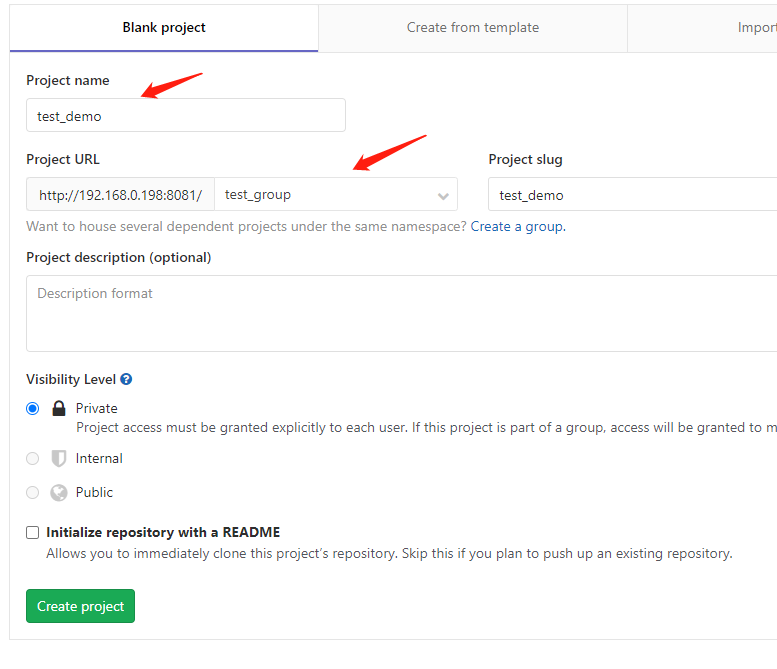 Blank project
Create from template
Import
Project name
test_demo
Project URL
Project slug
http://192.168.0.198:8081/
test_group
test_demo
Want to house several dependent projects under the same namespace? Create a group.
Project description (optional)
Description format
Visibility Level
Private
Project access must be granted explicitly to each user. If this project is part of a group, access will be granted to m
Internal
Public
Initialize repository with a README
Allows you to immediately clone this project's repository. Skip this if you plan to push up an existing repository.
Create project